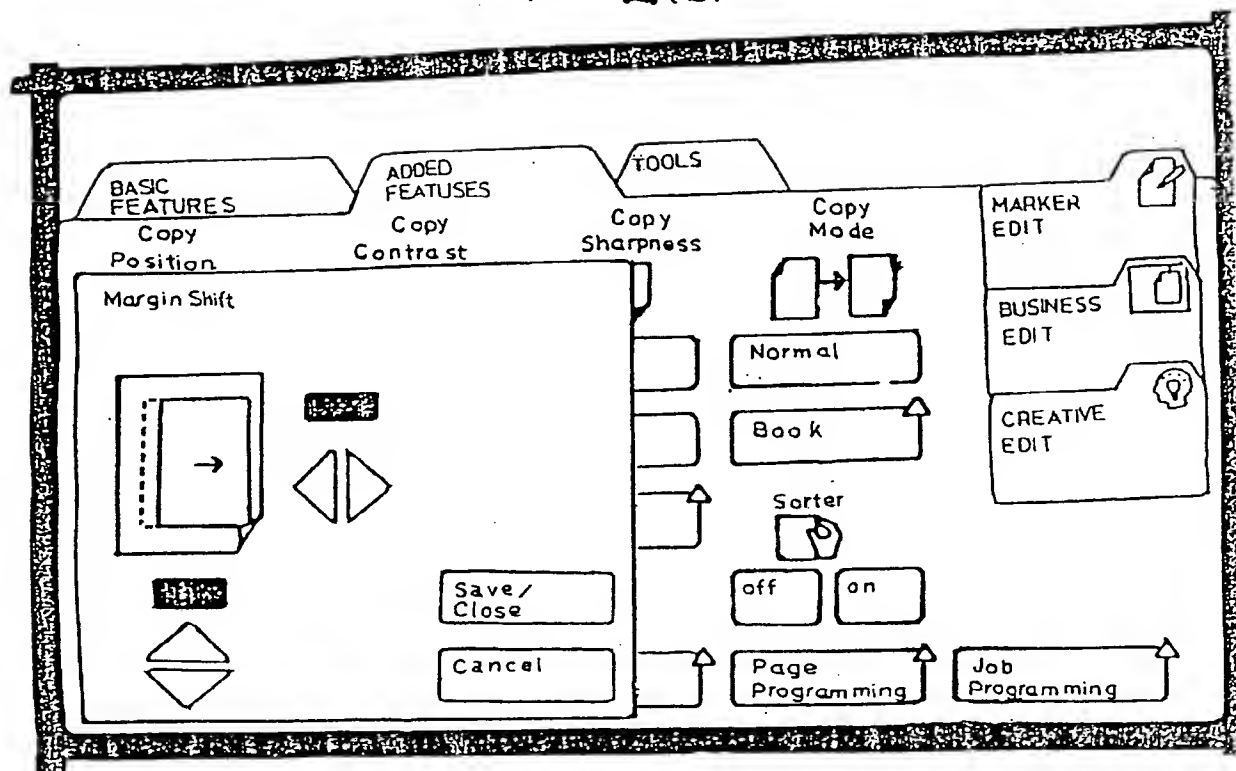 BASIC
FEATURES
ADDED
FEATUSES
TOOLS
MARKER
EDIT
BUSINESS
EDIT
CREATIVE
EDIT
Copy
Position
Copy
Contrast
Copy
Sharpness
Copy
Mode
Margin Shift
Normal
Book
Sorter
off
on
Save/
Close
Cancel
Page
Programming
Job
Programming